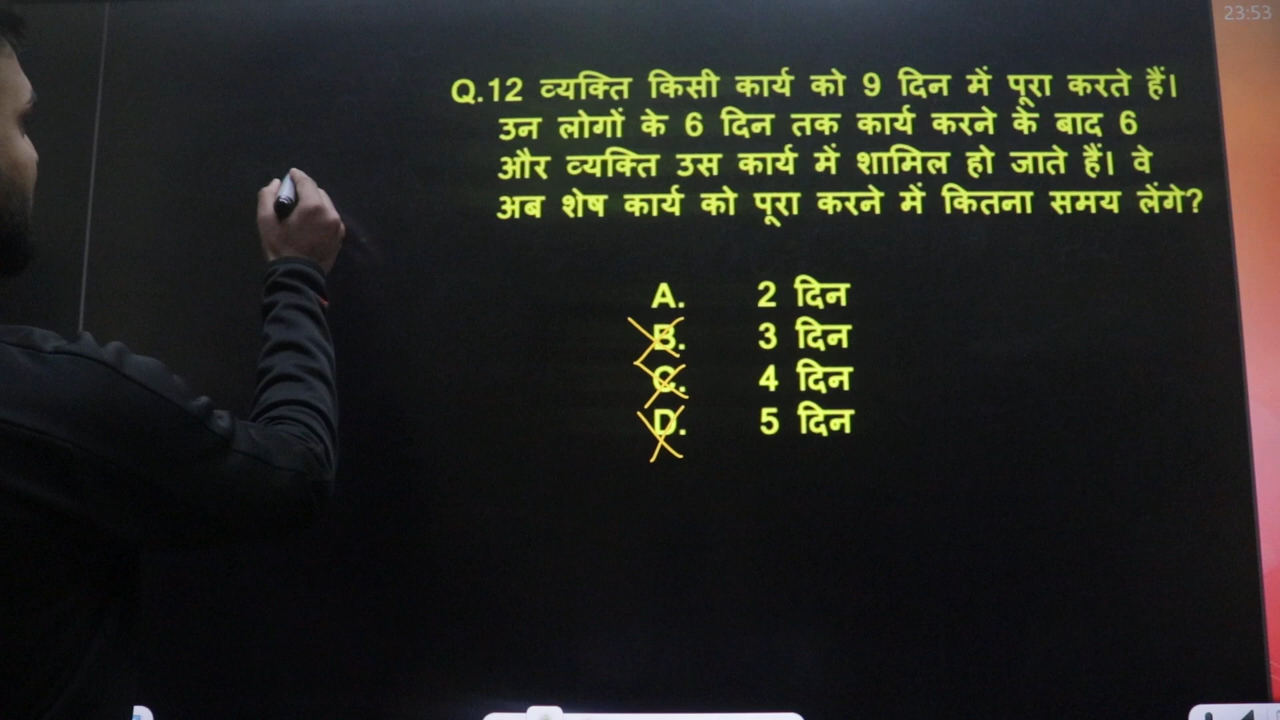 23:53
Q.12 व्यक्ति किसी कार्य को 9 दिन में पूरा करते हैं।
उन लोगों के 6 दिन तक कार्य करने के बाद 6
और व्यक्ति उस कार्य में शामिल हो जाते हैं। वे
अब शेष कार्य को पूरा करने में कितना समय लेंगे?
A. 2 दिन
B. 3 दिन
C. 4 दिन
D. 5 दिन